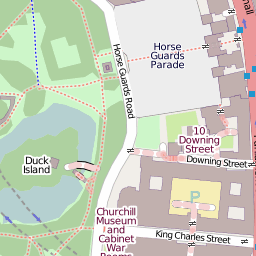 Horse
Guards
Parade
Horse Guards Road
10
Downing
Street
Downing Street
Duck
Island
P
Churchill
Museum
and
Cabinet
War
Rooms
King Charles Street